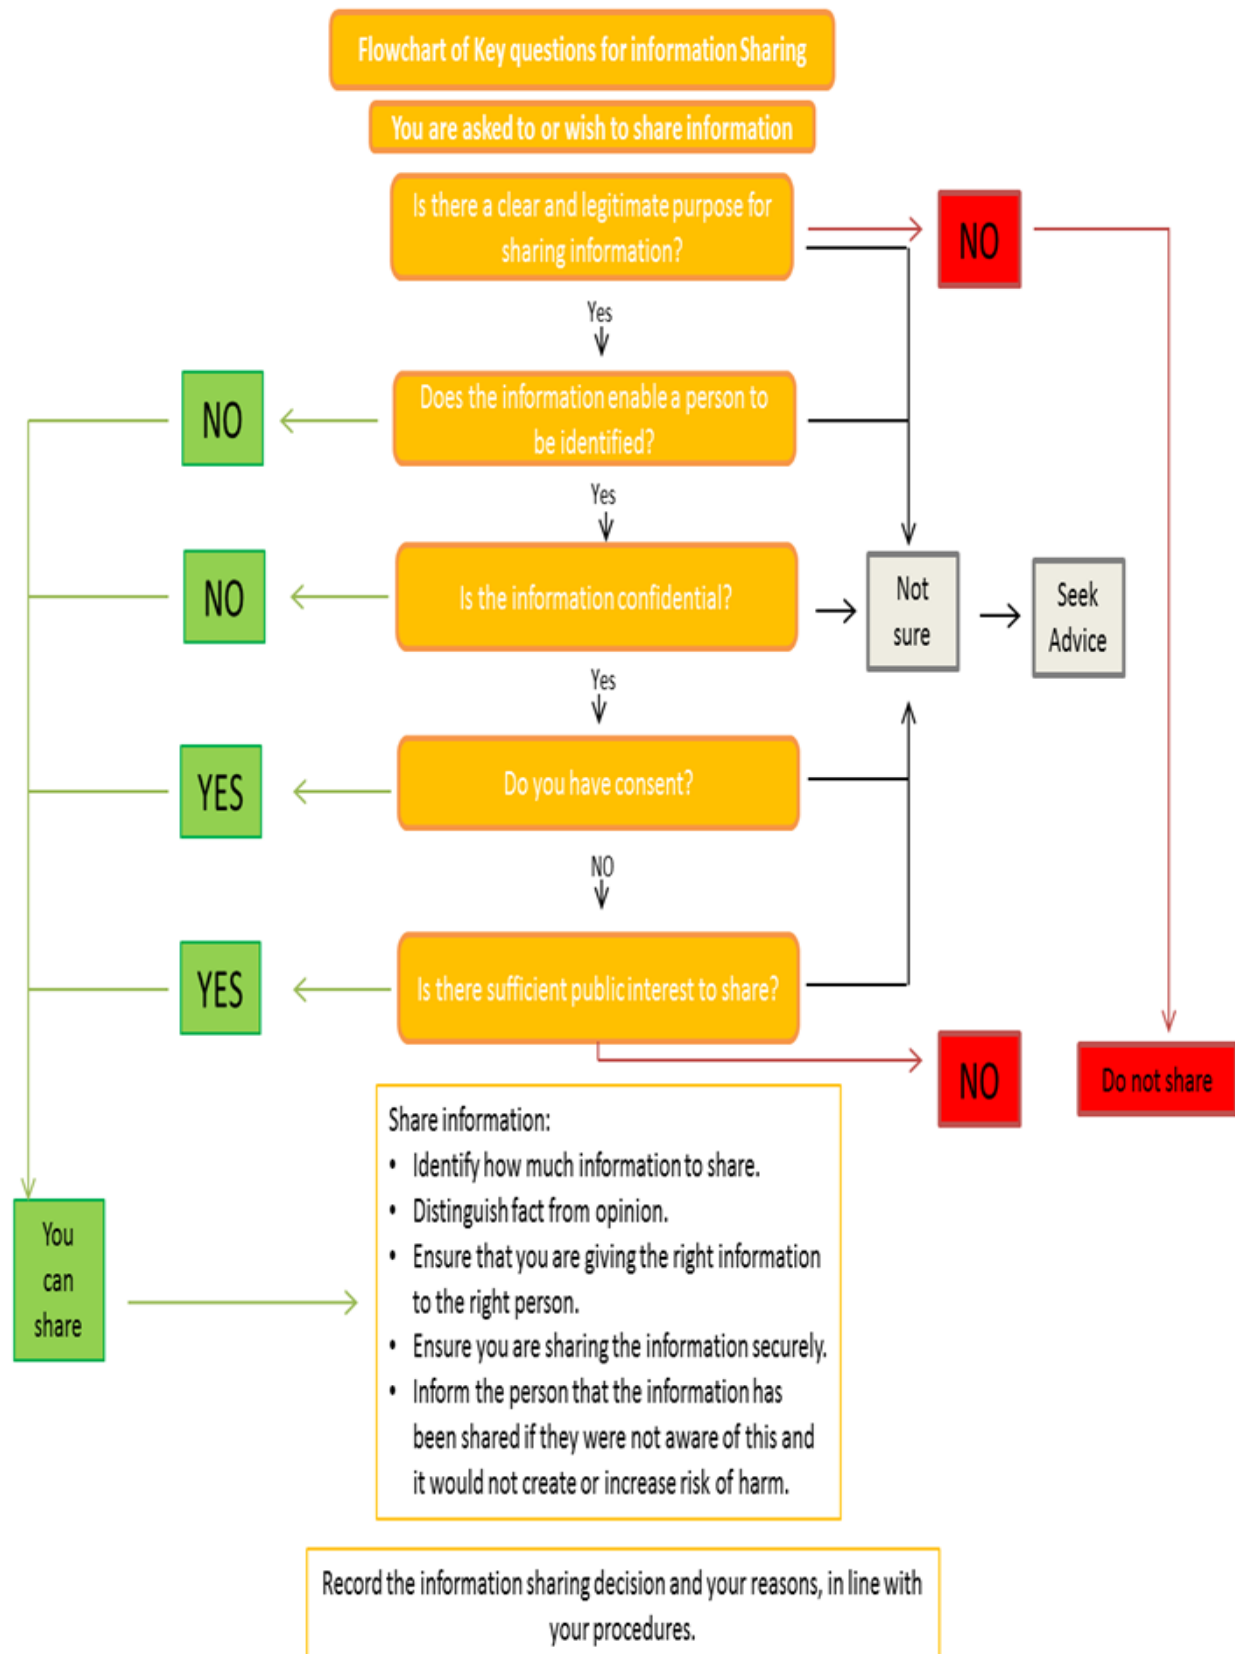 Flowchart of Key questions for information Sharing
You are asked to or wish to share information
Is there a clear and legitimate purpose for
sharing information?
NO
Yes
Does the information enable a person to
be identified?
NO
Yes
Is the information confidential?
NO
Not
sure
Seek
Advice
Yes
Do you have consent?
YES
NO
Is there sufficient public interest to share?
YES
NO
Do not share
Share information:
• Identify how much information to share.
• Distinguish fact from opinion.
• Ensure that you are giving the right information
to the right person.
• Ensure you are sharing the information securely.
• Inform the person that the information has
been shared if they were not aware of this and
it would not create or increase risk of harm.
You
can
share
Record the information sharing decision and your reasons, in line with
your procedures.